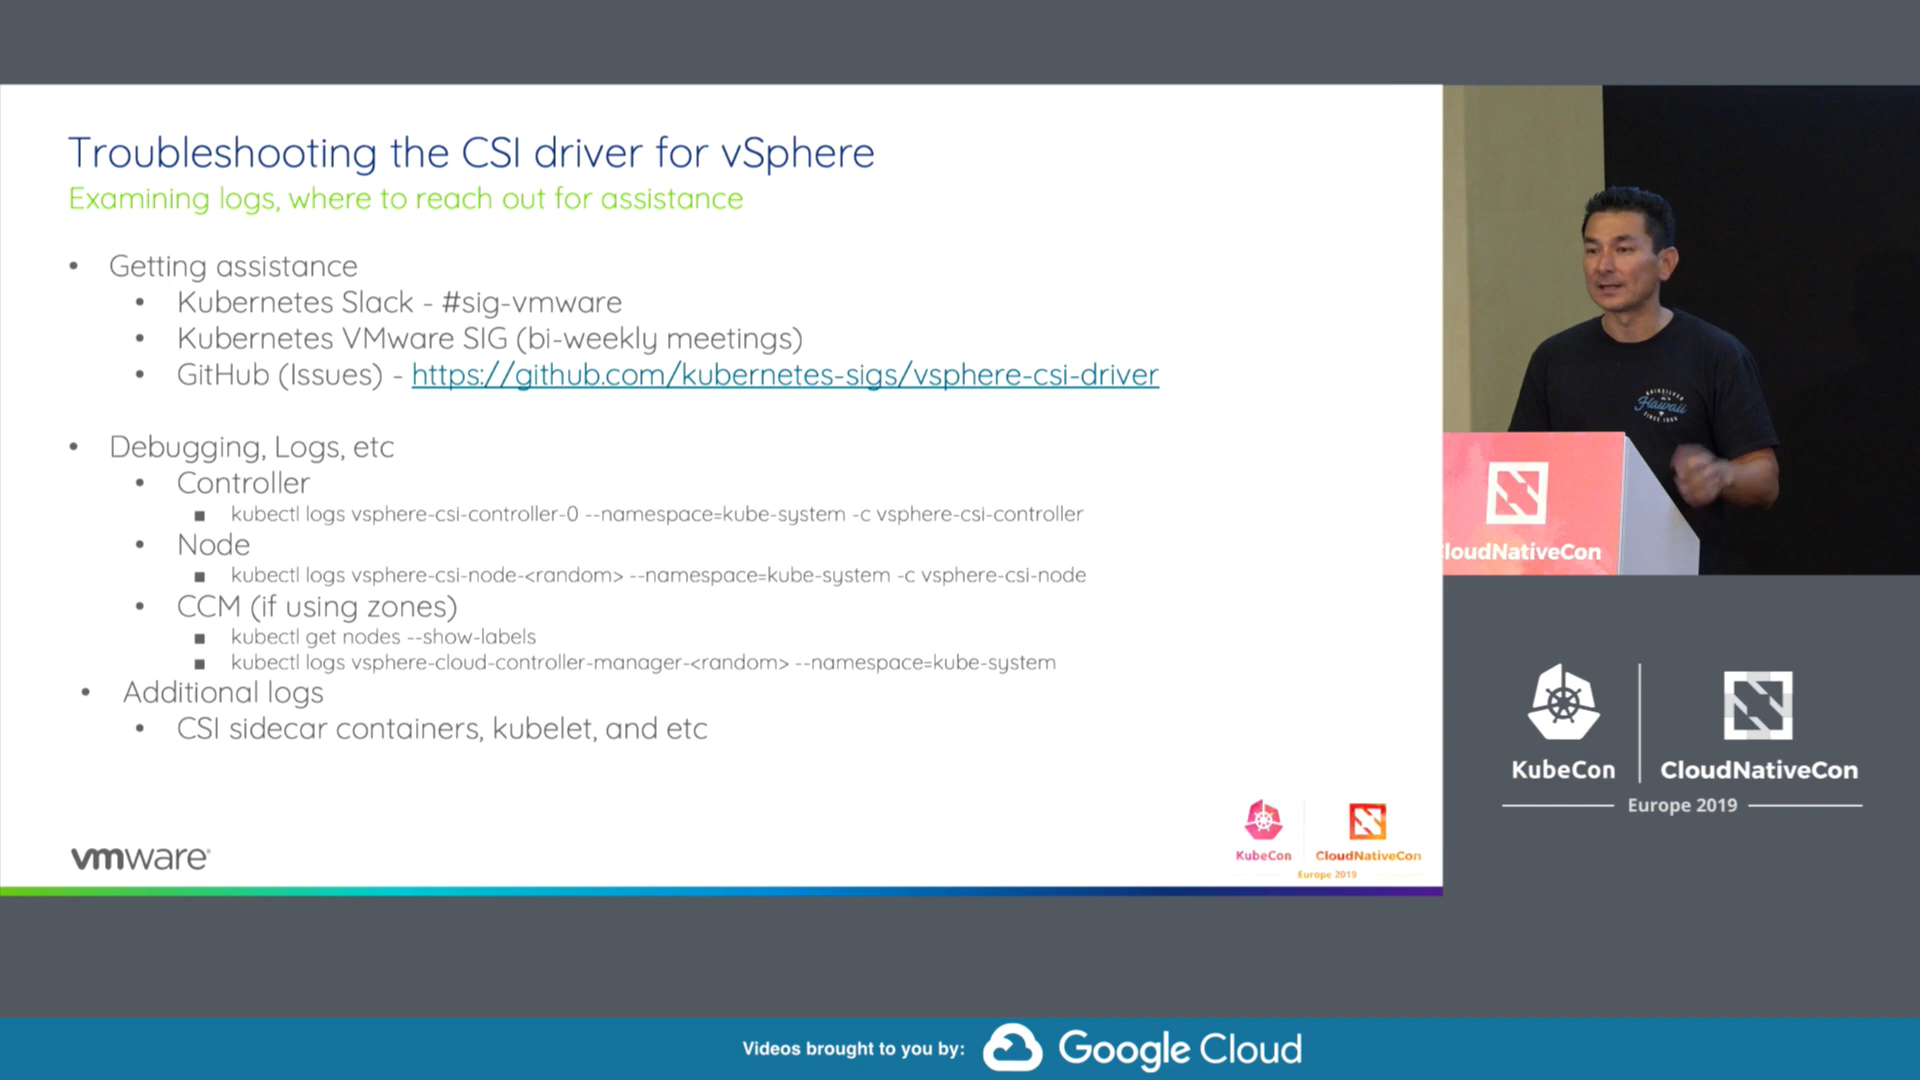 Troubleshooting the CSI driver for vSphere
Examining logs, where to reach out for assistance
• Getting assistance
• Kubernetes Slack - #sig-vmware
• Kubernetes VMware SIG (bi-weekly meetings)
• GitHub (Issues) - https://github.com/kubernetes-sigs/vsphere-csi-driver
• Debugging, Logs, etc
• Controller
▪ kubectl logs vsphere-csi-controller-0 --namespace=kube-system -c vsphere-csi-controller
• Node
▪ kubectl logs vsphere-csi-node-<random> --namespace=kube-system -c vsphere-csi-node
• CCM (if using zones)
▪ kubectl get nodes --show-labels
▪ kubectl logs vsphere-cloud-controller-manager-<random> --namespace=kube-system
• Additional logs
• CSI sidecar containers, kubelet, and etc
vmware
KubeCon
CloudNativeCon
Europe 2019
Hawaii
loudNativeCon
KubeCon
CloudNativeCon
Europe 2019
Videos brought to you by:
Google Cloud